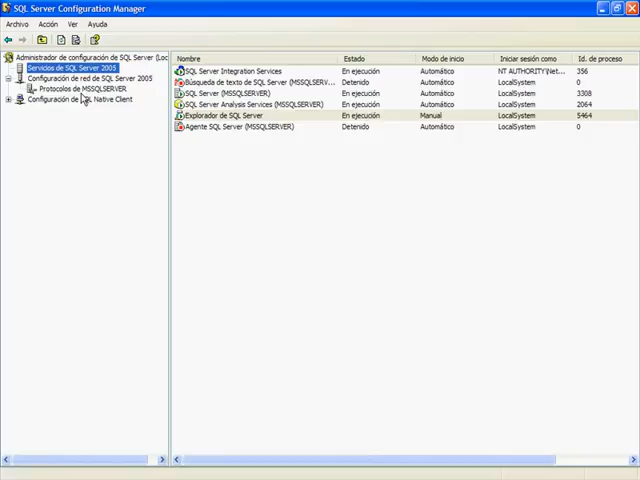 SQL Server Configuration Manager
Archivo Acción Ver Ayuda
Administrador de configuración de SQL Server (Loc
Servicios de SQL Server 2005
Configuración de red de SQL Server 2005
Protocolos de MSSQLSERVER
Configuración de SQL Native Client
Nombre Estado Modo de inicio Iniciar sesión como Id. de proceso
SQL Server Integration Services En ejecución Automático NT AUTHORITY\Net... 356
Búsqueda de texto de SQL Server (MSSQLSERV... Detenido Automático LocalSystem 0
SQL Server (MSSQLSERVER) En ejecución Automático LocalSystem 3308
SQL Server Analysis Services (MSSQLSERVER) En ejecución Automático LocalSystem 2064
Explorador de SQL Server En ejecución Manual LocalSystem 5464
Agente SQL Server (MSSQLSERVER) Detenido Automático LocalSystem 0